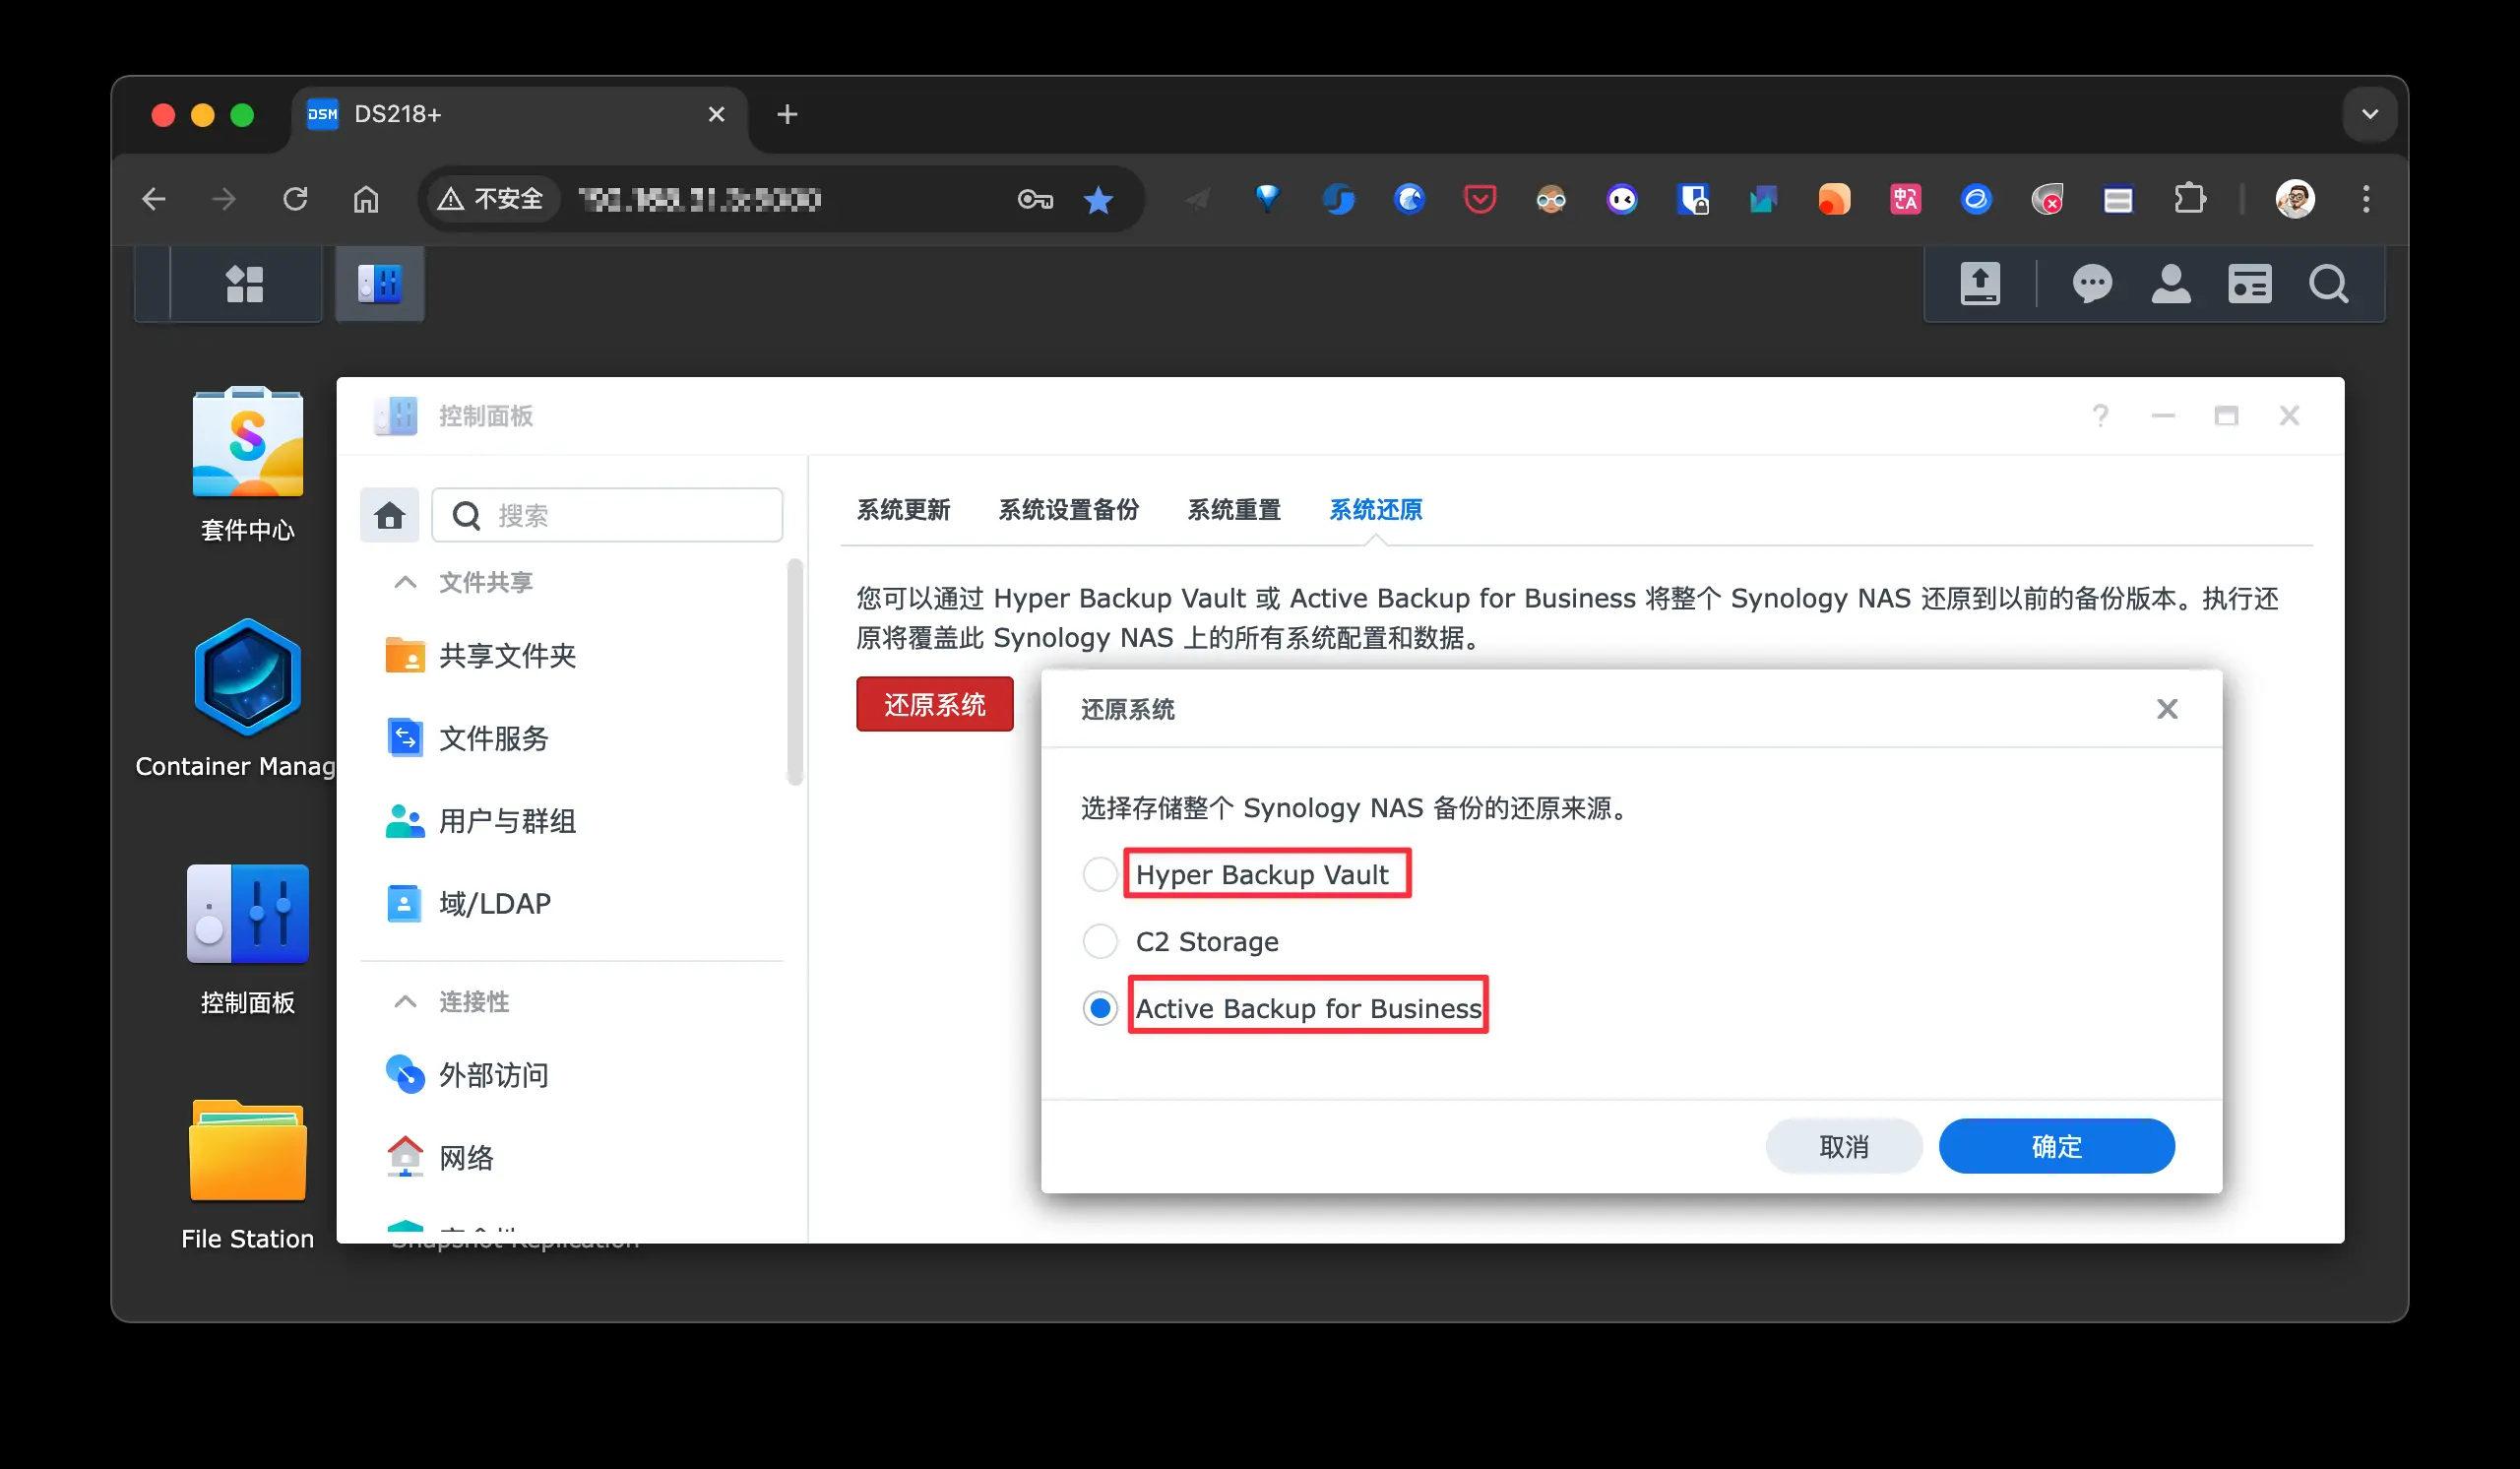 DSM DS218+
不安全
套件中心
Container Manag
控制面板
File Station
控制面板
搜索
文件共享
共享文件夹
文件服务
用户与群组
域/LDAP
连接性
外部访问
网络
Snapshot Replication
系统更新 系统设置备份 系统重置 系统还原
您可以通过 Hyper Backup Vault 或 Active Backup for Business 将整个 Synology NAS 还原到以前的备份版本。执行还
原将覆盖此 Synology NAS 上的所有系统配置和数据。
还原系统
还原系统
选择存储整个 Synology NAS 备份的还原来源。
Hyper Backup Vault
C2 Storage
Active Backup for Business
取消 确定